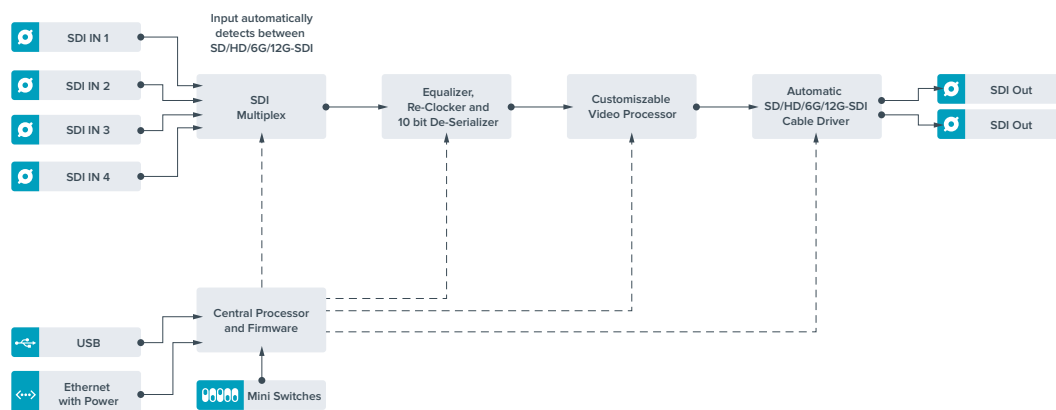 Input automatically
detects between
SD/HD/6G/12G-SDI
SDI IN 1
SDI IN 2
SDI IN 3
SDI IN 4
SDI
Multiplex
Equalizer,
Re-Clocker and
10 bit De-Serializer
Customiszable
Video Processor
Automatic
SD/HD/6G/12G-SDI
Cable Driver
SDI Out
SDI Out
Central Processor
and Firmware
USB
Ethernet
with Power
Mini Switches